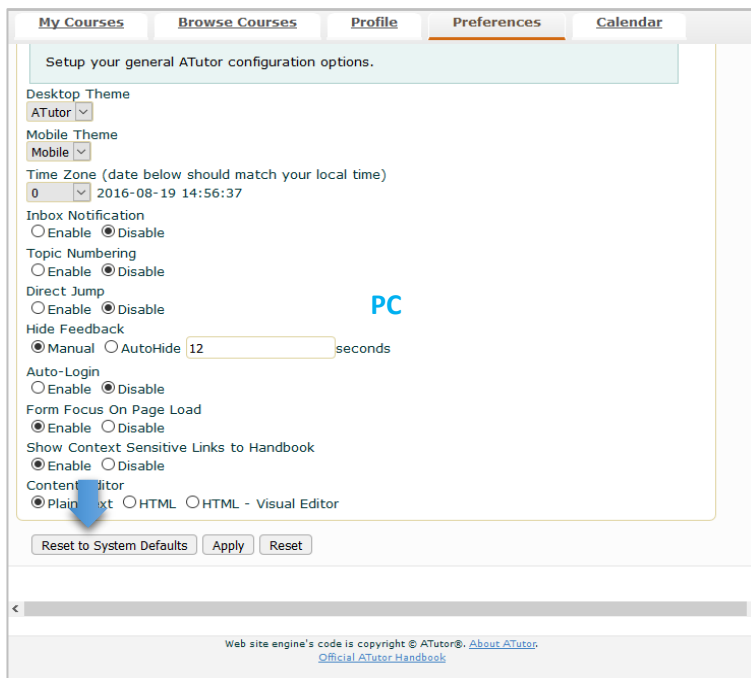 My Courses Browse Courses Profile Preferences Calendar
Setup your general ATutor configuration options.
Desktop Theme
ATutor
Mobile Theme
Mobile
Time Zone (date below should match your local time)
0 2016-08-19 14:56:37
Inbox Notification
Enable Disable
Topic Numbering
Enable Disable
Direct Jump
Enable Disable
PC
Hide Feedback
Manual AutoHide 12 seconds
Auto-Login
Enable Disable
Form Focus On Page Load
Enable Disable
Show Context Sensitive Links to Handbook
Enable Disable
Content Editor
Plain Text HTML HTML - Visual Editor
Reset to System Defaults Apply Reset
Web site engine's code is copyright © ATutor®. About ATutor.
Official ATutor Handbook